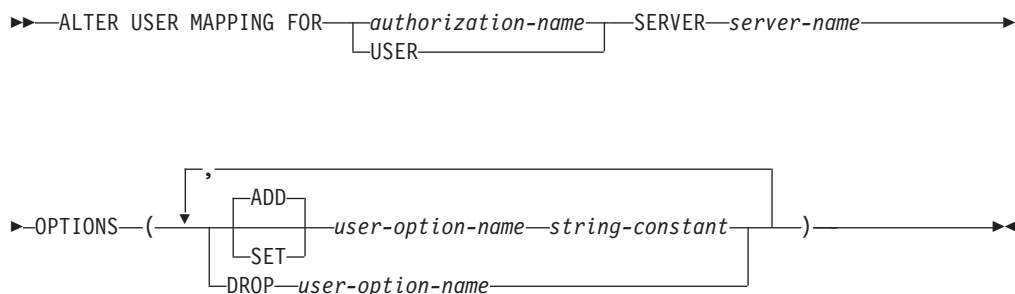 ALTER USER MAPPING FOR authorization-name SERVER server-name
USER
,
ADD
OPTIONS ( user-option-name string-constant )
SET
DROP user-option-name